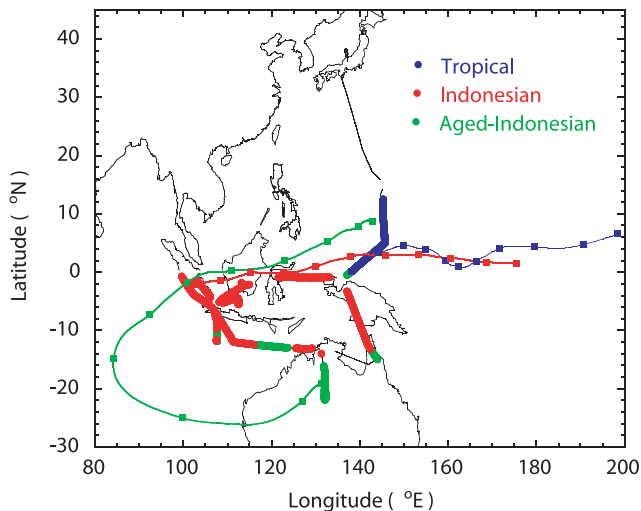 40
30
20
10
0
-10
-20
-30
Latitude ( °N)
Tropical
Indonesian
Aged-Indonesian
80 100 120 140 160 180 200
Longitude ( °E)